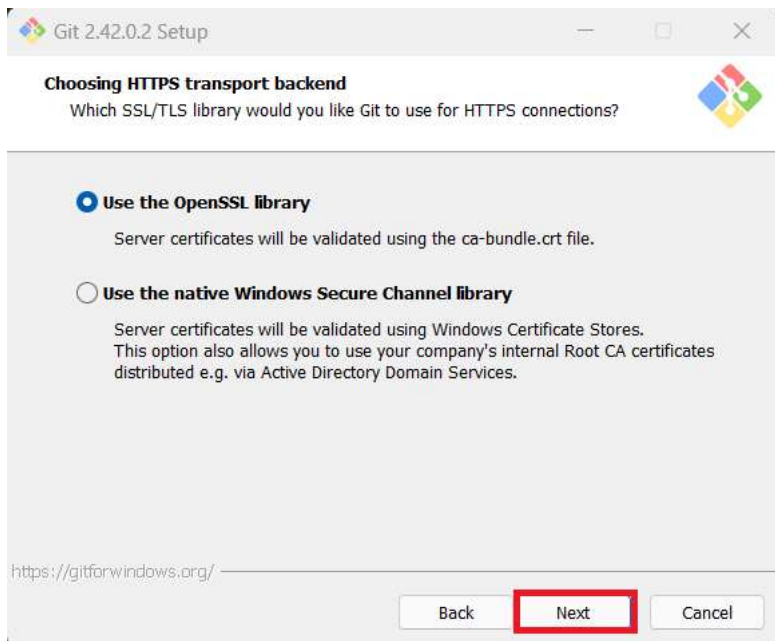 Git 2.42.0.2 Setup
Choosing HTTPS transport backend
Which SSL/TLS library would you like Git to use for HTTPS connections?
Use the OpenSSL library
Server certificates will be validated using the ca-bundle.crt file.
Use the native Windows Secure Channel library
Server certificates will be validated using Windows Certificate Stores.
This option also allows you to use your company's internal Root CA certificates
distributed e.g. via Active Directory Domain Services.
https://gitforwindows.org/
Back Next Cancel